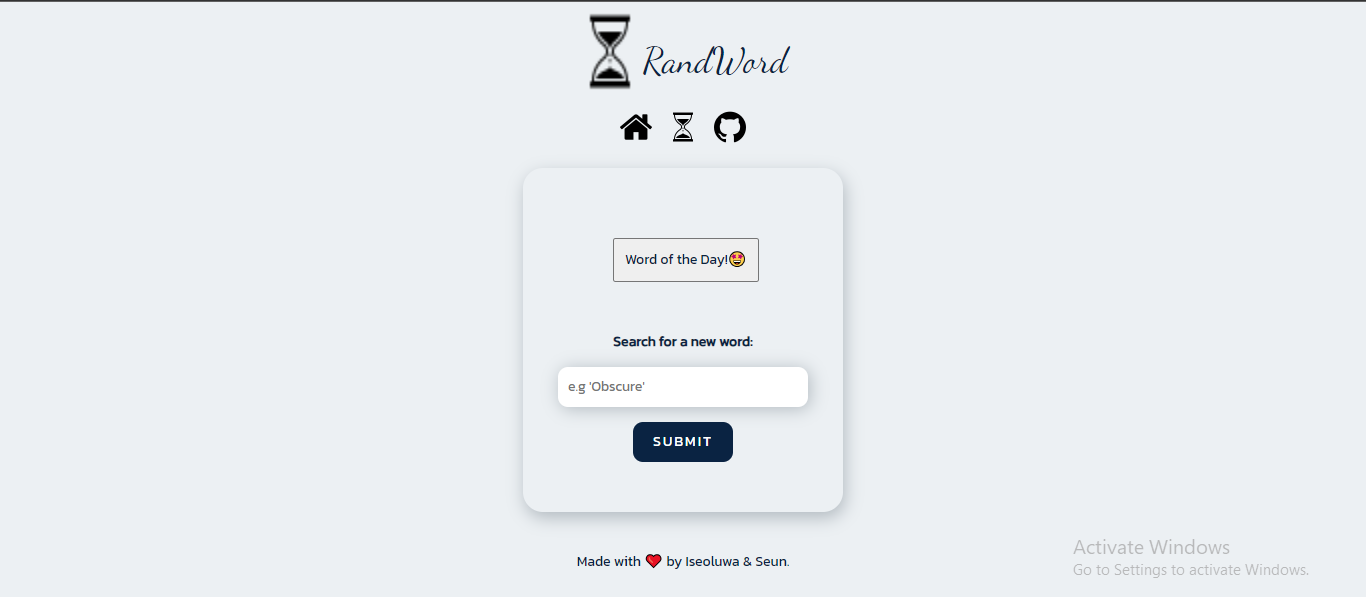 RandWord
Word of the Day!🤩
Search for a new word:
e.g 'Obscure'
SUBMIT
Made with ❤️ by Iseoluwa & Seun.
Activate Windows
Go to Settings to activate Windows.